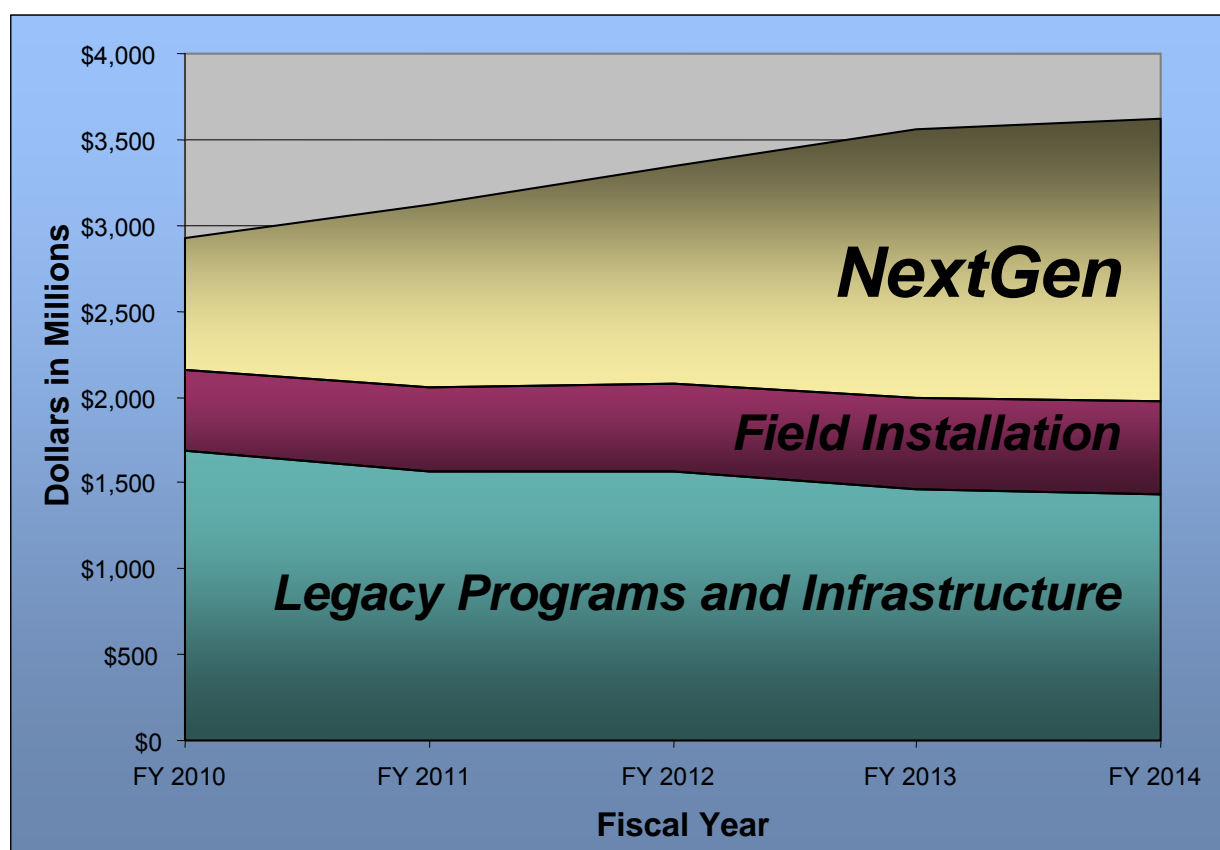 $4,000
$3,500
$3,000
$2,500
$2,000
$1,500
$1,000
$500
$0
Dollars in Millions
NextGen
Field Installation
Legacy Programs and Infrastructure
FY 2010 FY 2011 FY 2012 FY 2013 FY 2014
Fiscal Year